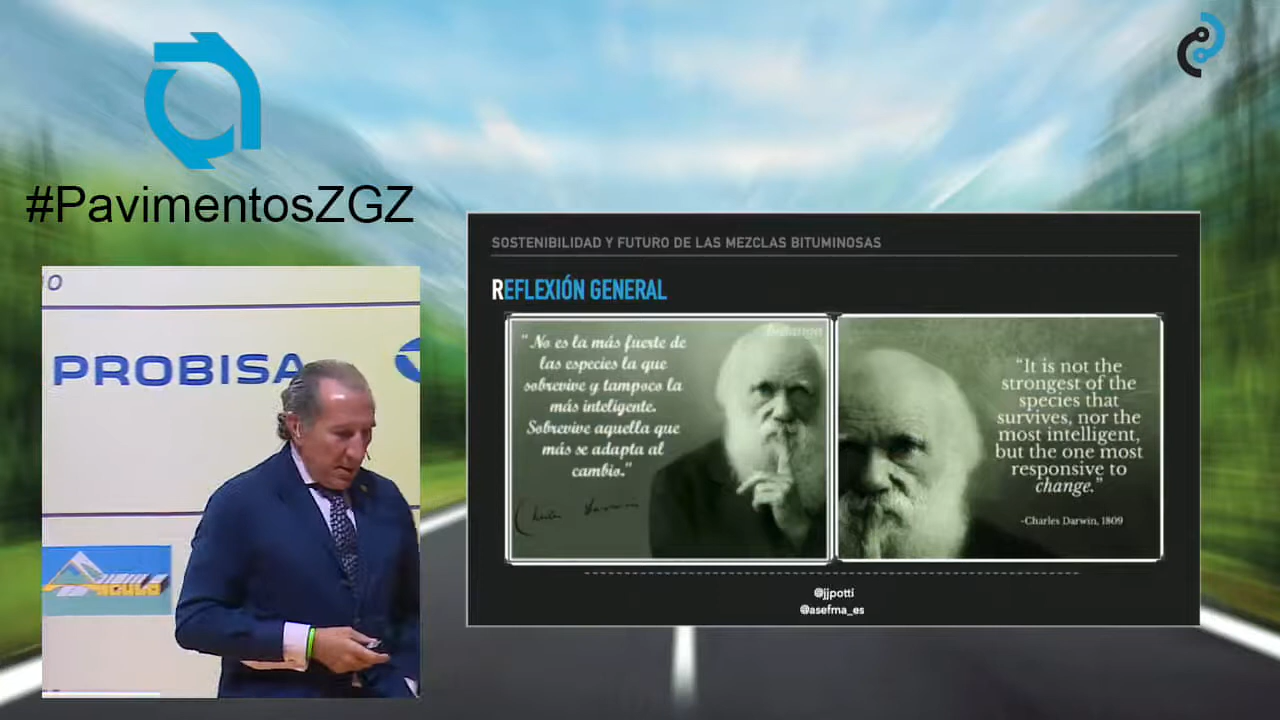 #PavimentosZGZ
O
PROBISA
SOSTENIBILIDAD Y FUTURO DE LAS MEZCLAS BITUMINOSAS
REFLEXIÓN GENERAL
"No es la más fuerte de
las especies la que
sobrevive y tampoco la
más inteligente.
Sobrevive aquella que
más se adapta al
cambio."
Charles Darwin
"It is not the
strongest of the
species that
survives, nor the
most intelligent,
but the one most
responsive to
change."
-Charles Darwin, 1809
@jjpotti
@asefma_es